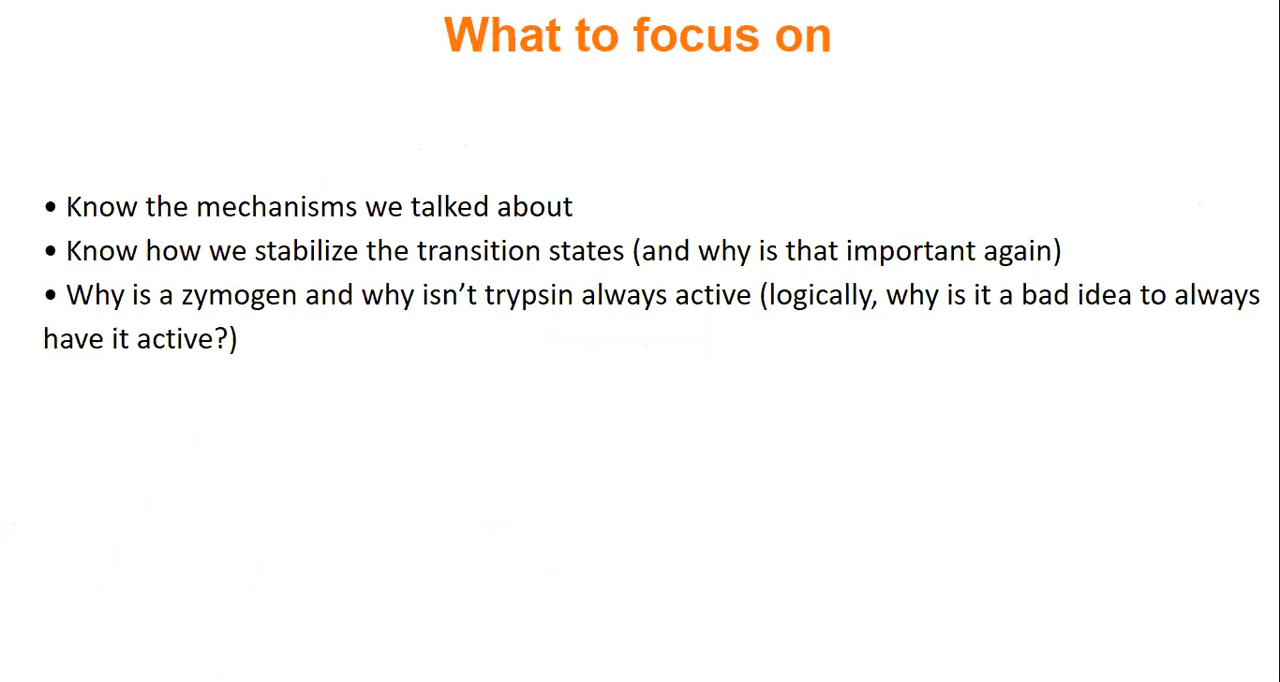 What to focus on
• Know the mechanisms we talked about
• Know how we stabilize the transition states (and why is that important again)
• Why is a zymogen and why isn’t trypsin always active (logically, why is it a bad idea to always
have it active?)